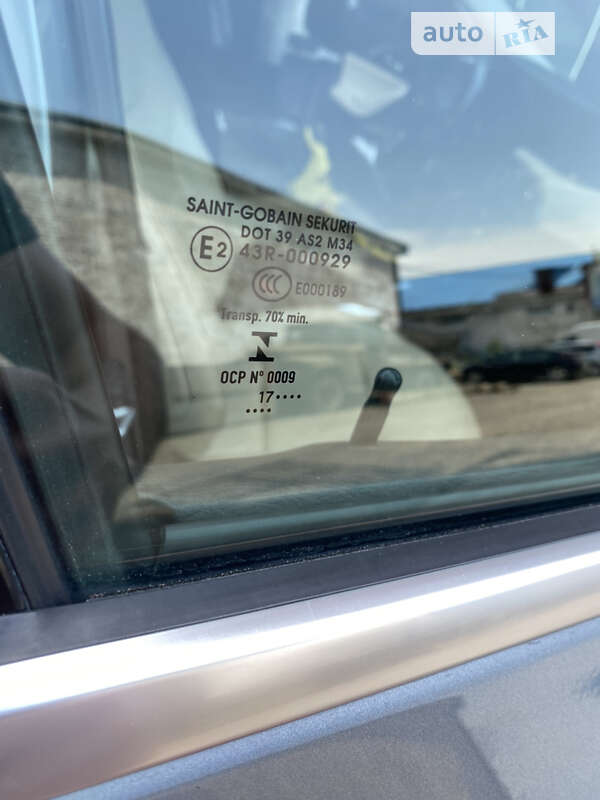 auto RIA
SAINT-GOBAIN SEKURIT
DOT 39 AS2 M34
E2 43R-000929
CCC E000189
Transp. 70% min.
N
OCP N° 0009
17 ····
····